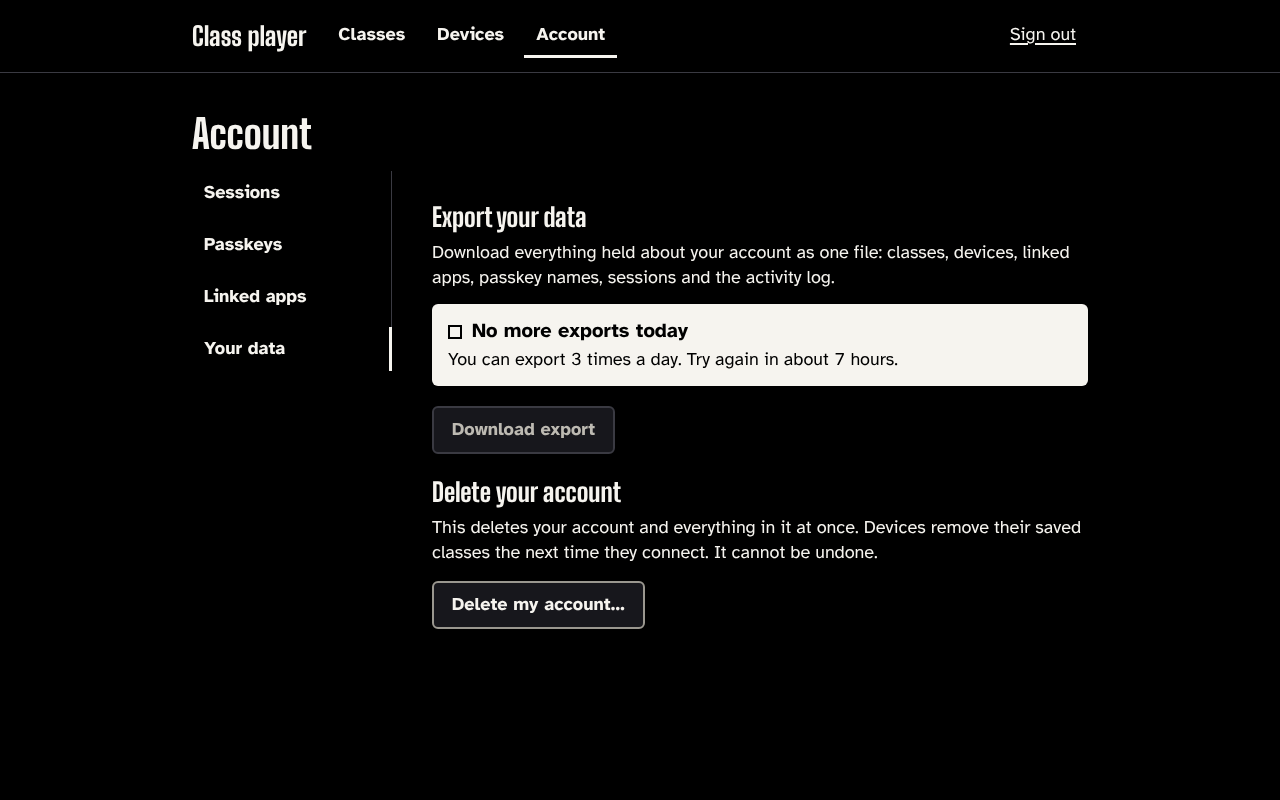 Class player
Classes
Devices
Account
Sign out
Account
Sessions
Passkeys
Linked apps
Your data
Export your data
Download everything held about your account as one file: classes, devices, linked
apps, passkey names, sessions and the activity log.
No more exports today
You can export 3 times a day. Try again in about 7 hours.
Download export
Delete your account
This deletes your account and everything in it at once. Devices remove their saved
classes the next time they connect. It cannot be undone.
Delete my account…